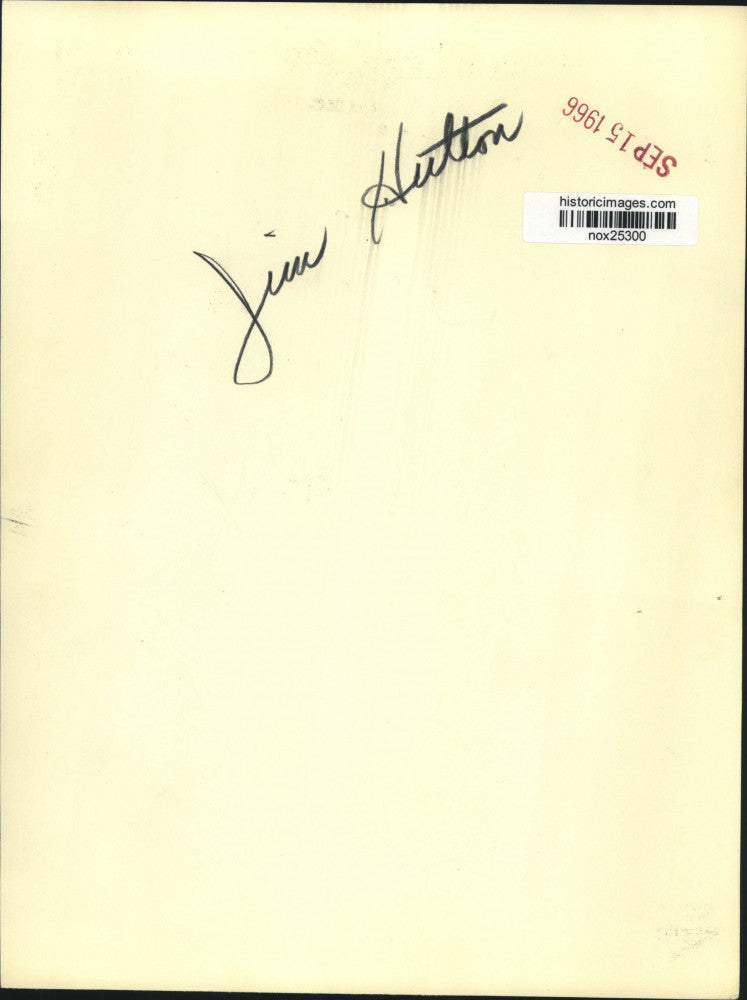 SEP 15 1966
Jim Hutton
historicimages.com
nox25300